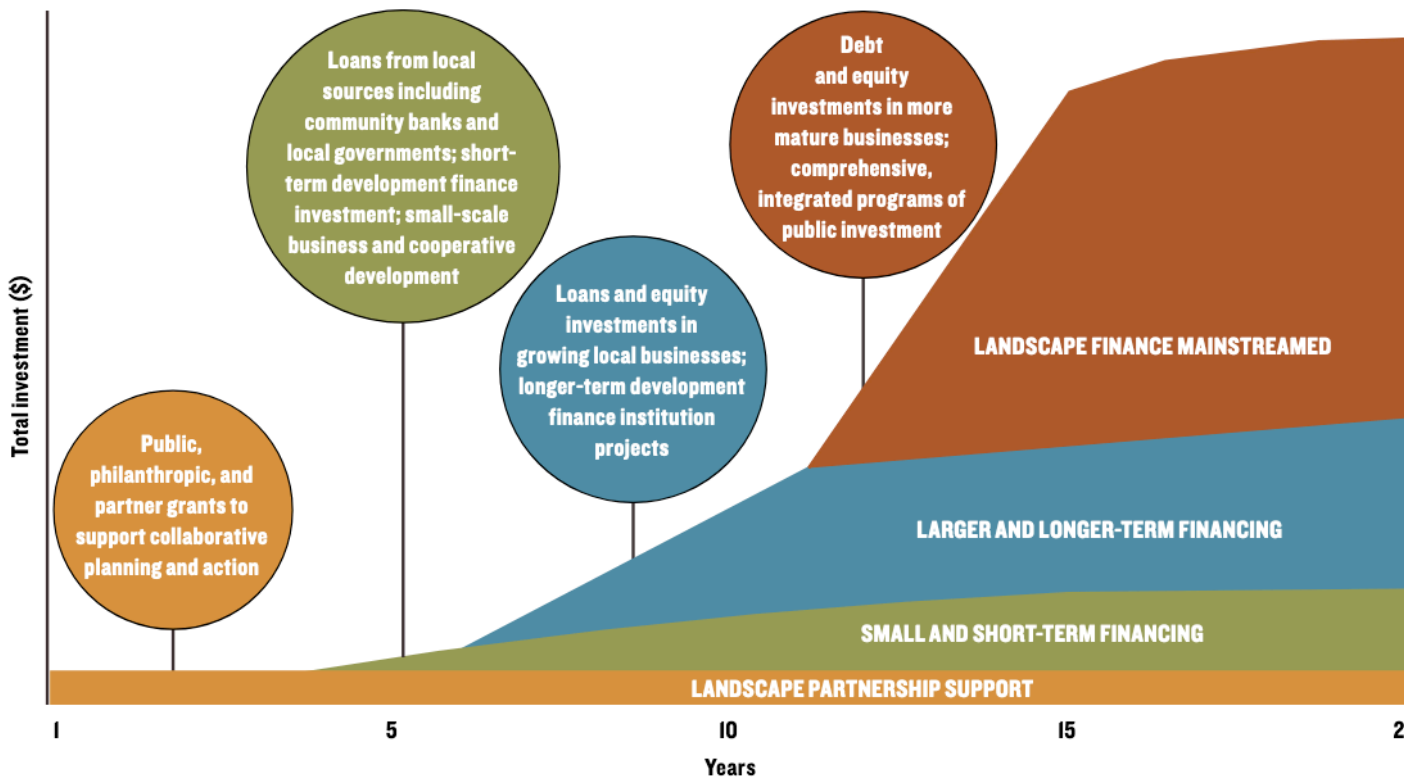 Loans from local
sources including
community banks and
local governments; short-
term development finance
investment; small-scale
business and cooperative
development
Debt
and equity
investments in more
mature businesses;
comprehensive,
integrated programs of
public investment
Loans and equity
investments in
growing local businesses;
longer-term development
finance institution
projects
Public,
philanthropic, and
partner grants to
support collaborative
planning and action
Total investment ($)
LANDSCAPE FINANCE MAINSTREAMED
LARGER AND LONGER-TERM FINANCING
SMALL AND SHORT-TERM FINANCING
LANDSCAPE PARTNERSHIP SUPPORT
1 5 10 15 2
Years